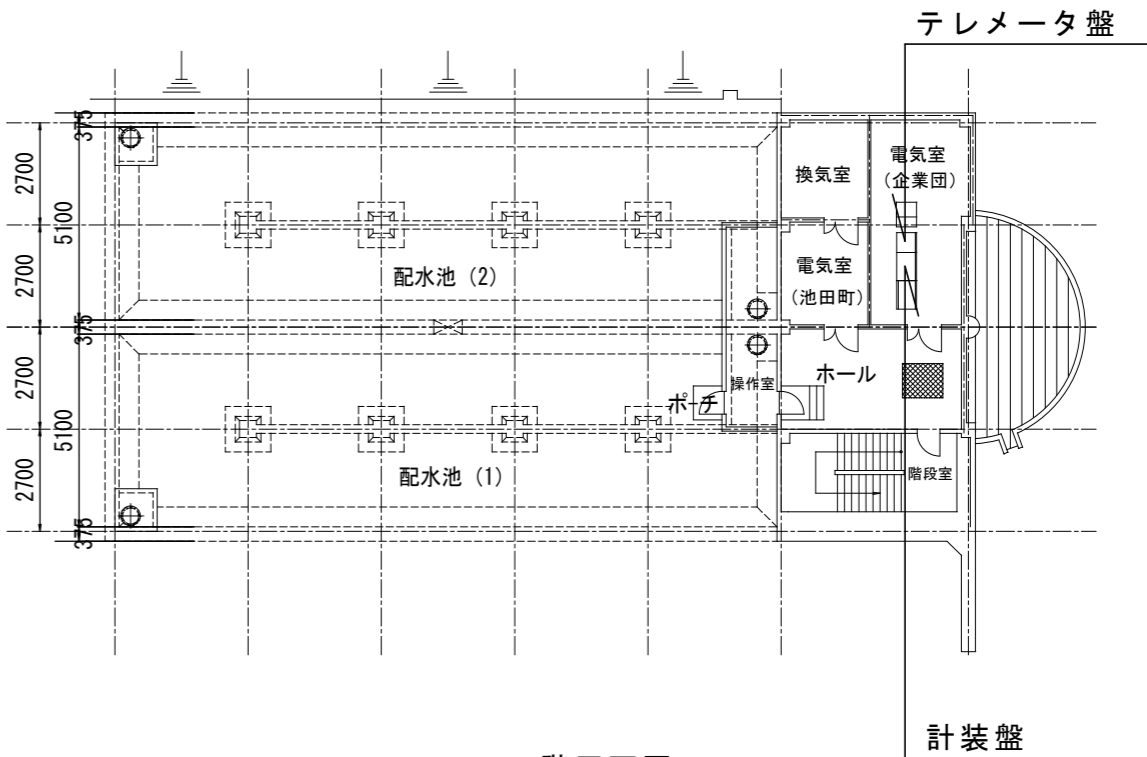 テレメータ盤
375
2700
5100
2700
375
2700
5100
2700
375
換気室
電気室
(企業団)
電気室
(池田町)
配水池 (2)
操作室
ホール
ポーチ
配水池 (1)
階段室
計装盤